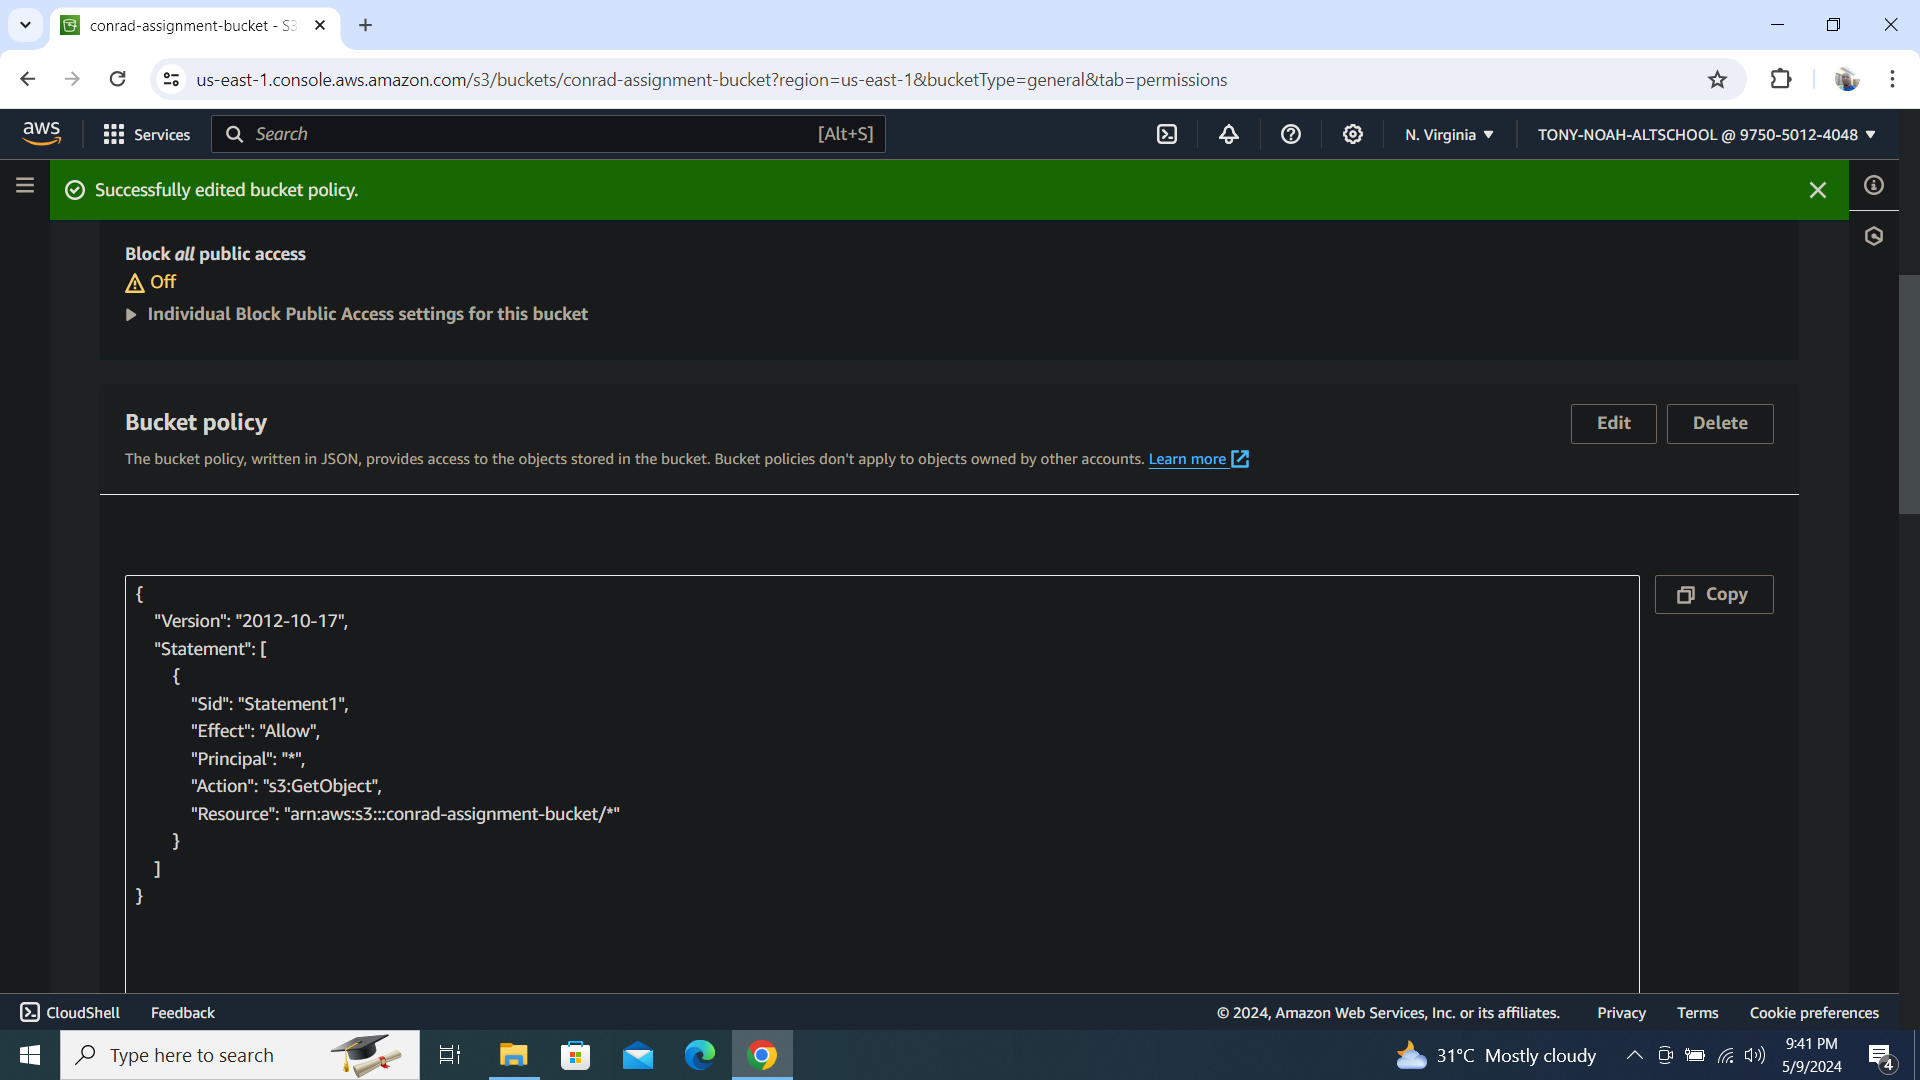 conrad-assignment-bucket - S3
us-east-1.console.aws.amazon.com/s3/buckets/conrad-assignment-bucket?region=us-east-1&bucketType=general&tab=permissions
aws
Services
Search
[Alt+S]
N. Virginia
TONY-NOAH-ALTSCHOOL @ 9750-5012-4048
Successfully edited bucket policy.
Block all public access
Off
Individual Block Public Access settings for this bucket
Bucket policy
Edit
Delete
The bucket policy, written in JSON, provides access to the objects stored in the bucket. Bucket policies don't apply to objects owned by other accounts. Learn more
Copy
{
"Version": "2012-10-17",
"Statement": [
{
"Sid": "Statement1",
"Effect": "Allow",
"Principal": "*",
"Action": "s3:GetObject",
"Resource": "arn:aws:s3:::conrad-assignment-bucket/*"
}
]
}
CloudShell
Feedback
© 2024, Amazon Web Services, Inc. or its affiliates.
Privacy
Terms
Cookie preferences
Type here to search
31°C Mostly cloudy
9:41 PM
5/9/2024
4